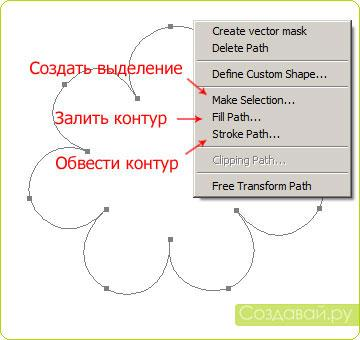 Create vector mask
Delete Path
Define Custom Shape...
Создать выделение
Make Selection...
Залить контур
Fill Path...
Обвести контур
Stroke Path...
Clipping Path...
Free Transform Path
Создавай.ру